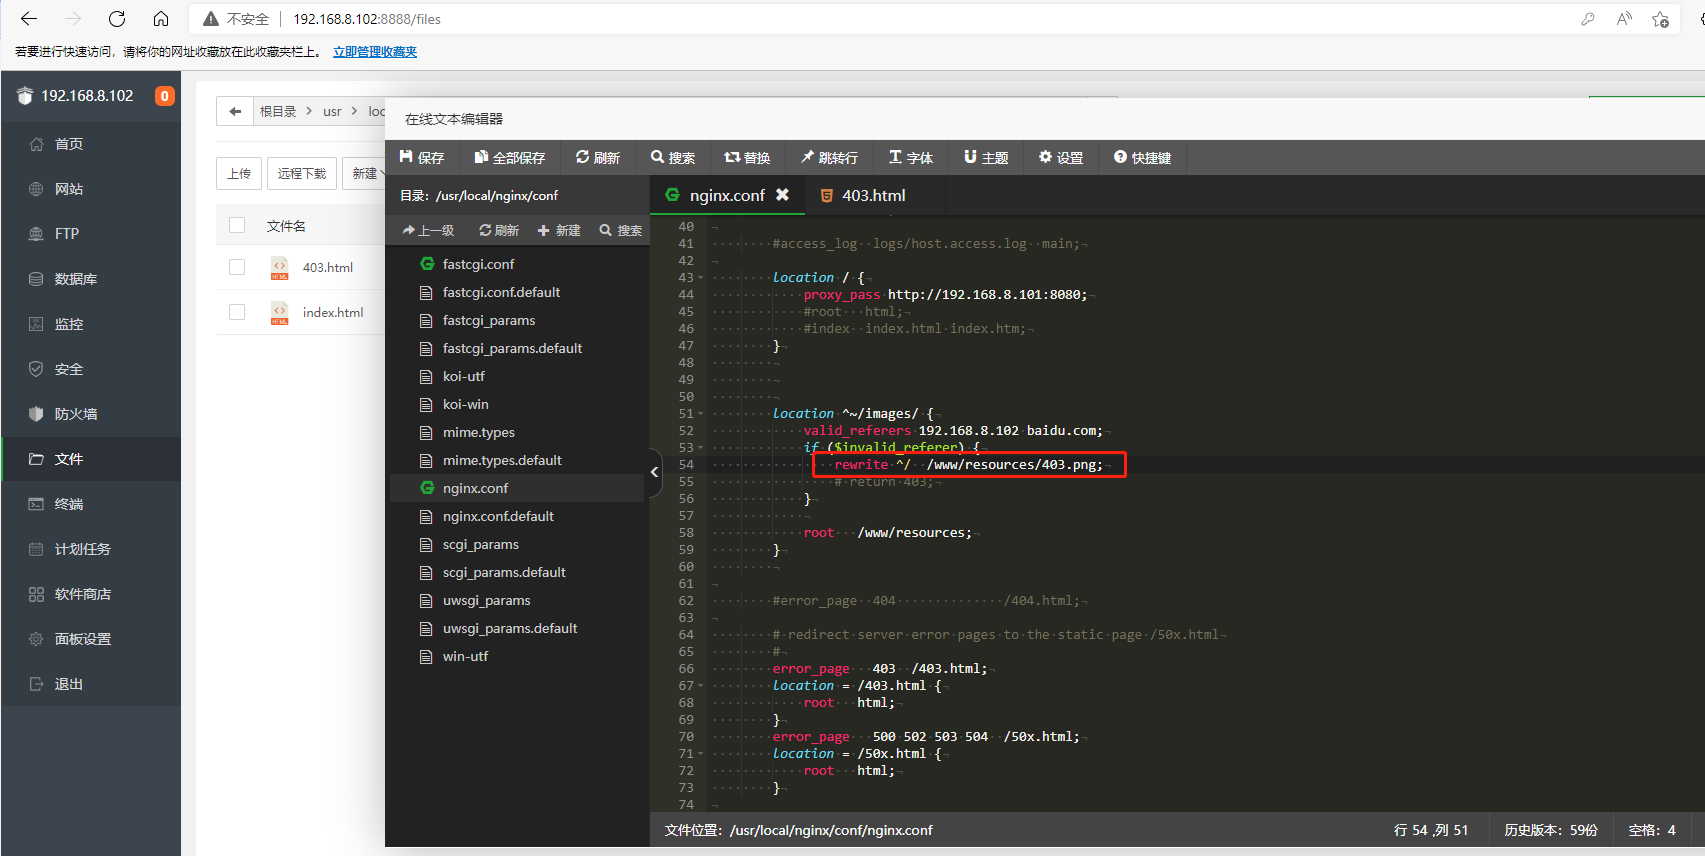 不安全 192.168.8.102:8888/files
若要进行快速访问，请将你的网址收藏放在此收藏夹栏上。 立即管理收藏夹
192.168.8.102 0
首页
网站
FTP
数据库
监控
安全
防火墙
文件
终端
计划任务
软件商店
面板设置
退出
根目录 usr loc
上传 远程下载 新建
文件名
403.html
index.html
在线文本编辑器
保存 全部保存 刷新 搜索 替换 跳转行 字体 主题 设置 快捷键
目录：/usr/local/nginx/conf
上一级 刷新 新建 搜索
fastcgi.conf
fastcgi.conf.default
fastcgi_params
fastcgi_params.default
koi-utf
koi-win
mime.types
mime.types.default
nginx.conf
nginx.conf.default
scgi_params
scgi_params.default
uwsgi_params
uwsgi_params.default
win-utf
nginx.conf 403.html
40
41 #access_log logs/host.access.log main;
42
43 location / {
44 proxy_pass http://192.168.8.101:8080;
45 #root html;
46 #index index.html index.htm;
47 }
48
49
50
51 location ^~/images/ {
52 valid_referers 192.168.8.102 baidu.com;
53 if ($invalid_referer) {
54 rewrite ^/ /www/resources/403.png;
55 # return 403;
56 }
57
58 root /www/resources;
59 }
60
61
62 #error_page 404 /404.html;
63
64 # redirect server error pages to the static page /50x.html
65 #
66 error_page 403 /403.html;
67 location = /403.html {
68 root html;
69 }
70 error_page 500 502 503 504 /50x.html;
71 location = /50x.html {
72 root html;
73 }
74
文件位置：/usr/local/nginx/conf/nginx.conf 行 54 ,列 51 历史版本：59份 空格：4